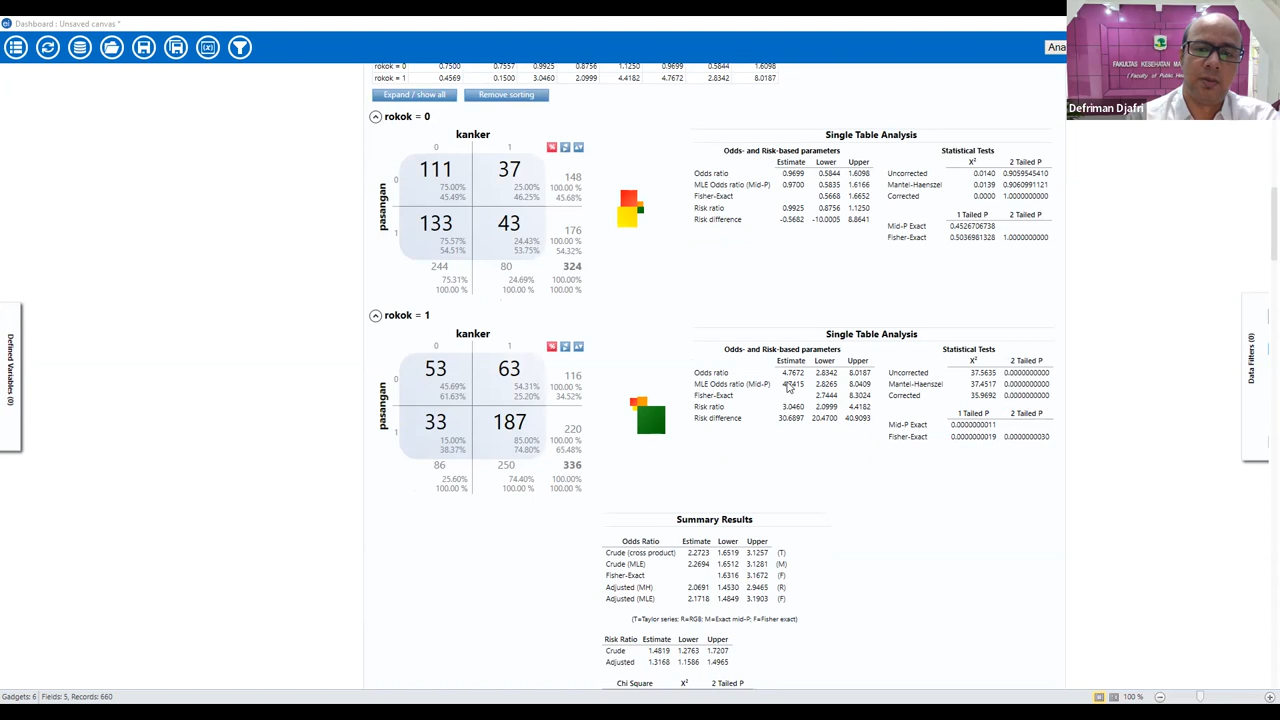 Dashboard : Unsaved canvas *
Ana
FAKULTAS KESEHATAN MA
(Faculty of Public He
Defriman Djafri
rokok = 0 0.7500 0.7557 0.9925 0.8756 1.1250 0.9699 0.5844 1.6098
rokok = 1 0.4569 0.1500 3.0460 2.0999 4.4182 4.7672 2.8342 8.0187
Expand / show all Remove sorting
rokok = 0
kanker
0 1
pasangan
0 111 37 148
75.00% 25.00% 100.00 %
45.49% 46.25% 45.68%
1 133 43 176
75.57% 24.43% 100.00 %
54.51% 53.75% 54.32%
244 80 324
75.31% 24.69% 100.00%
100.00 % 100.00 % 100.00 %
Single Table Analysis
Odds- and Risk-based parameters
Estimate Lower Upper
Odds ratio 0.9699 0.5844 1.6098
MLE Odds ratio (Mid-P) 0.9700 0.5835 1.6166
Fisher-Exact 0.5668 1.6652
Risk ratio 0.9925 0.8756 1.1250
Risk difference -0.5682 -10.0005 8.8641
Statistical Tests
X² 2 Tailed P
Uncorrected 0.0140 0.9059545410
Mantel-Haenszel 0.0139 0.9060991121
Corrected 0.0000 1.0000000000
1 Tailed P 2 Tailed P
Mid-P Exact 0.4526706738
Fisher-Exact 0.5036981328 1.0000000000
rokok = 1
kanker
0 1
pasangan
0 53 63 116
45.69% 54.31% 100.00 %
61.63% 25.20% 34.52%
1 33 187 220
15.00% 85.00% 100.00 %
38.37% 74.80% 65.48%
86 250 336
25.60% 74.40% 100.00%
100.00 % 100.00 % 100.00 %
Single Table Analysis
Odds- and Risk-based parameters
Estimate Lower Upper
Odds ratio 4.7672 2.8342 8.0187
MLE Odds ratio (Mid-P) 2.8265 8.0409
Fisher-Exact 2.7444 8.3024
Risk ratio 3.0460 2.0999 4.4182
Risk difference 30.6897 20.4700 40.9093
Statistical Tests
X² 2 Tailed P
Uncorrected 37.5635 0.0000000000
Mantel-Haenszel 37.4517 0.0000000000
Corrected 35.9692 0.0000000000
1 Tailed P 2 Tailed P
Mid-P Exact 0.0000000011
Fisher-Exact 0.0000000019 0.0000000030
Summary Results
Odds Ratio Estimate Lower Upper
Crude (cross product) 2.2723 1.6519 3.1257 (T)
Crude (MLE) 2.2694 1.6512 3.1281 (M)
Fisher-Exact 1.6316 3.1672 (F)
Adjusted (MH) 2.0691 1.4530 2.9465 (R)
Adjusted (MLE) 2.1718 1.4849 3.1903 (F)
(T=Taylor series; R=RGB; M=Exact mid-P; F=Fisher exact)
Risk Ratio Estimate Lower Upper
Crude 1.4819 1.2763 1.7207
Adjusted 1.3168 1.1586 1.4965
Chi Square X² 2 Tailed P
Defined Variables (0)
Data Filters (0)
Gadgets: 6 Fields: 5, Records: 660
100 %